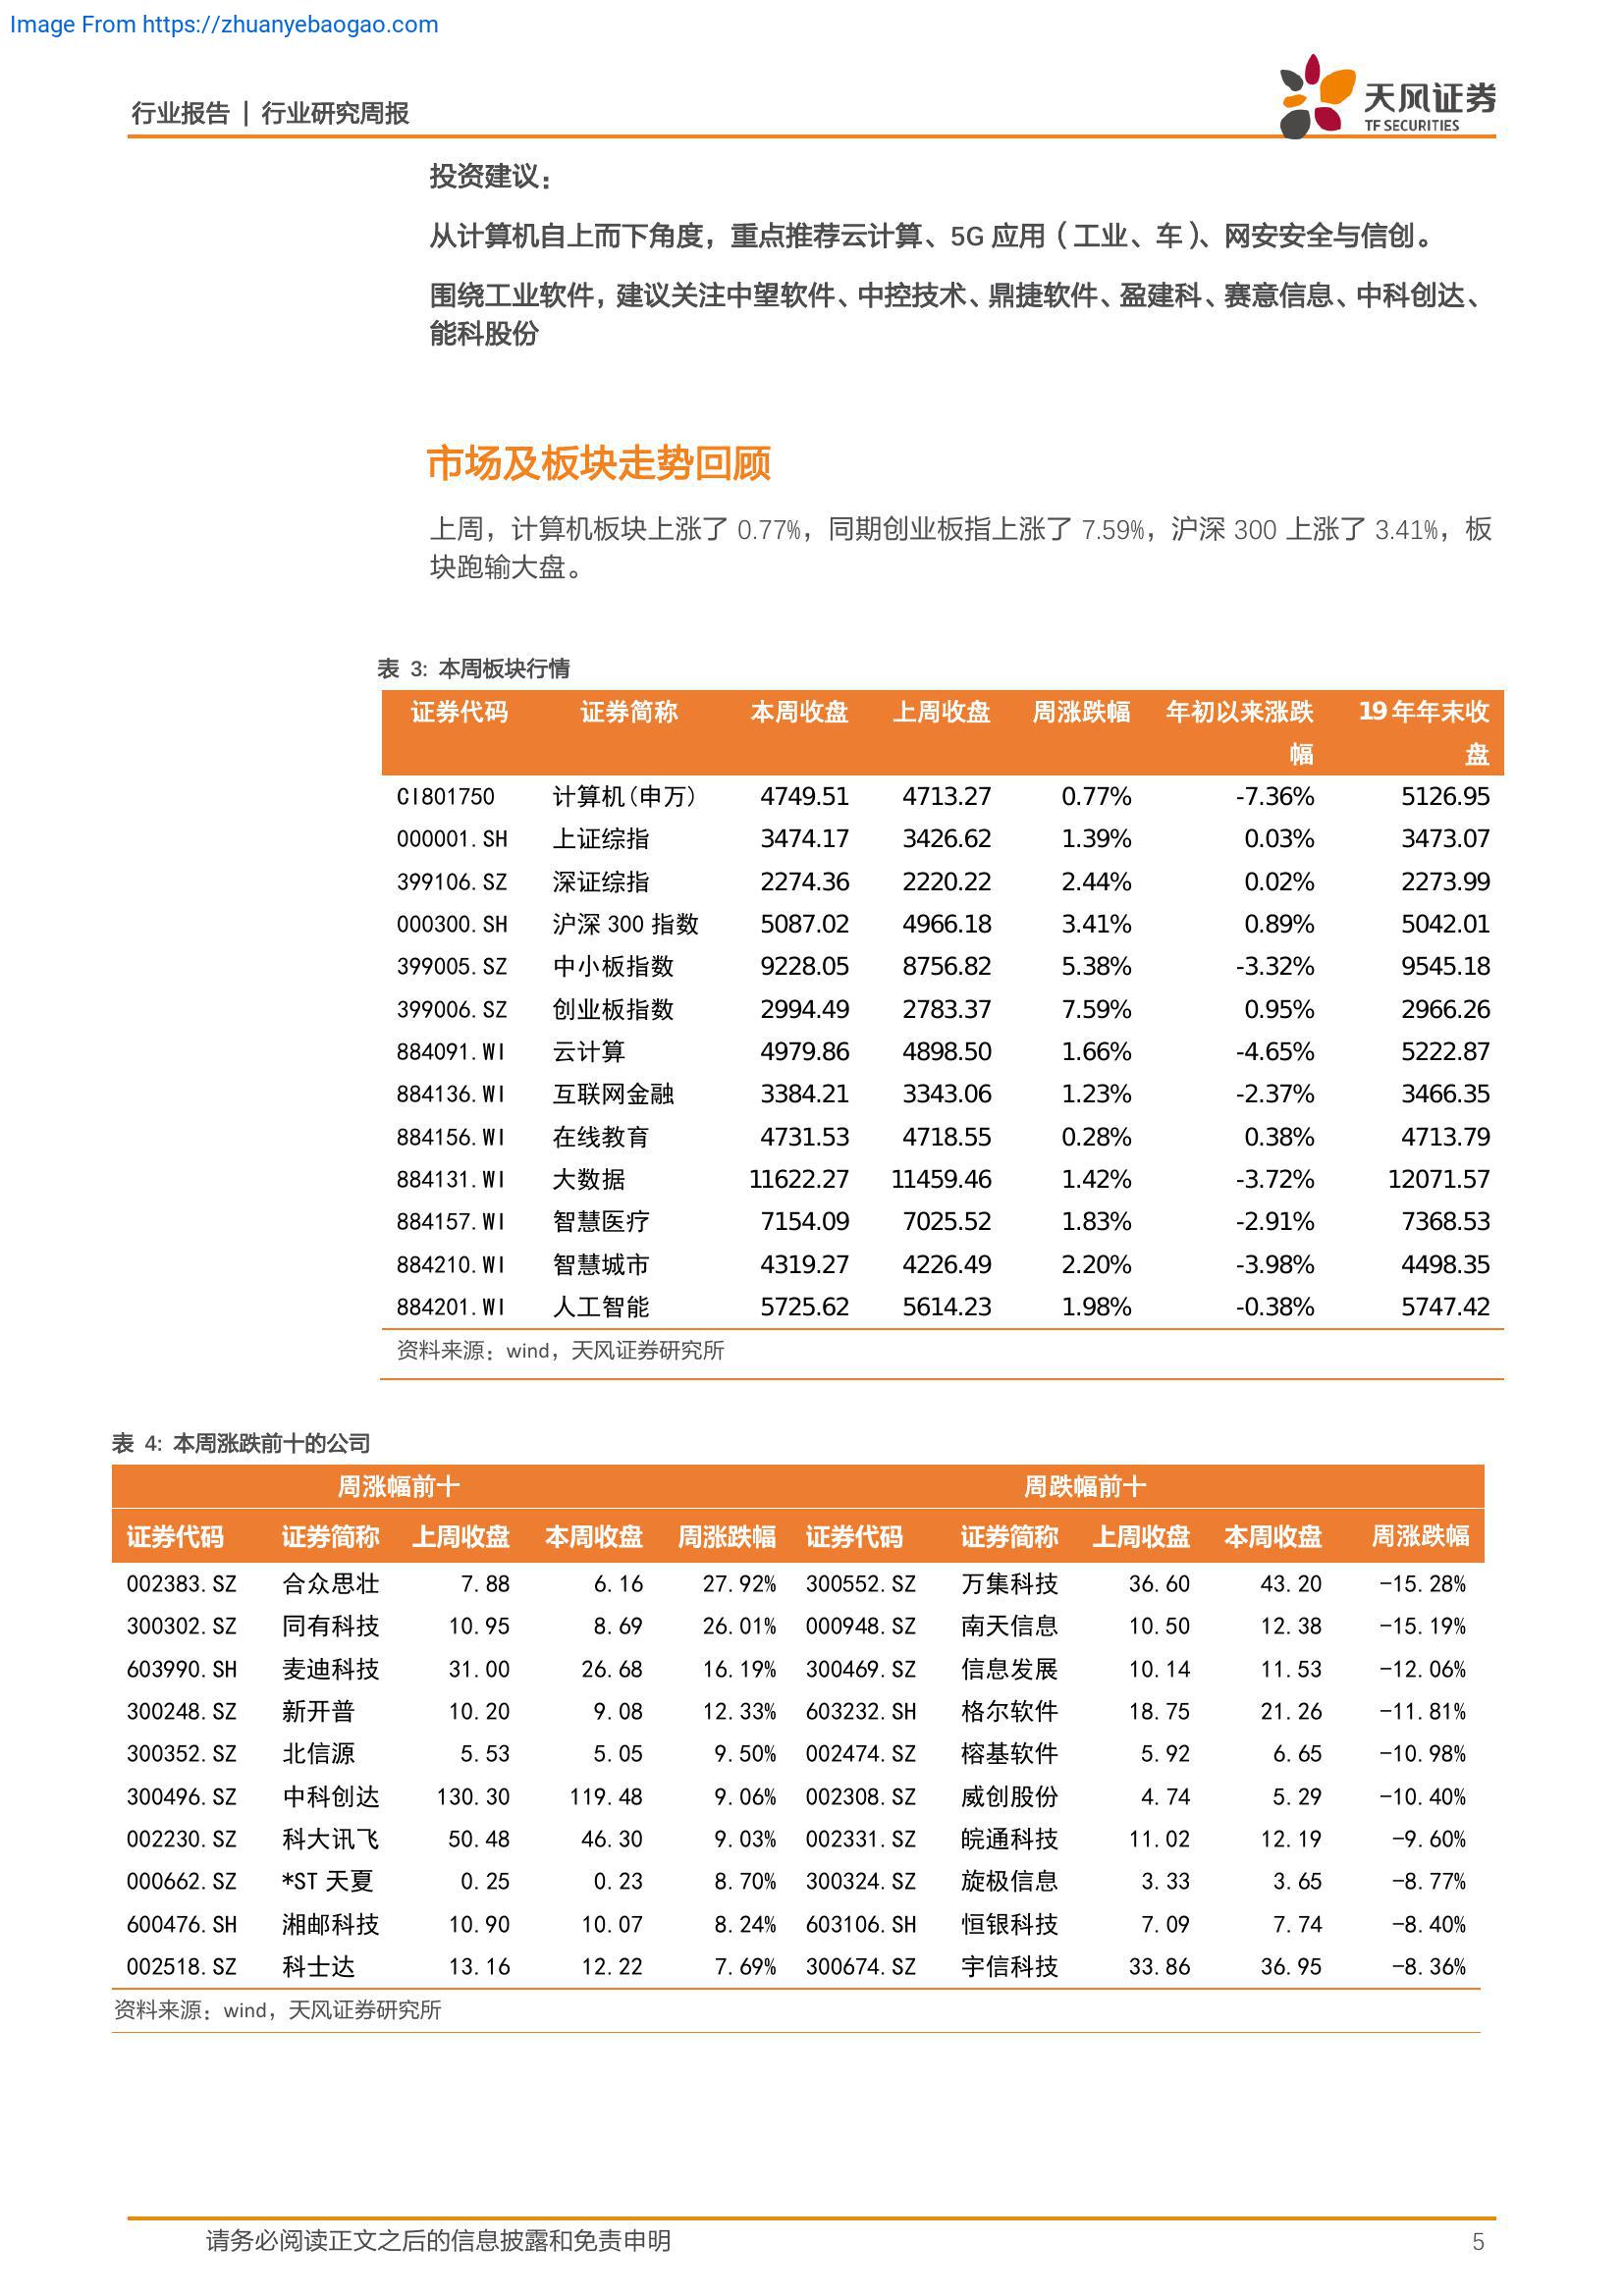 Image From https://zhuanyebaogao.com
行业报告 | 行业研究周报
天风证券
TF SECURITIES
投资建议：
从计算机自上而下角度，重点推荐云计算、5G 应用（工业、车）、网安安全与信创。
围绕工业软件，建议关注中望软件、中控技术、鼎捷软件、盈建科、赛意信息、中科创达、
能科股份
市场及板块走势回顾
上周，计算机板块上涨了 0.77%，同期创业板指上涨了 7.59%，沪深 300 上涨了 3.41%，板
块跑输大盘。
表 3: 本周板块行情
证券代码 证券简称 本周收盘 上周收盘 周涨跌幅 年初以来涨跌 19 年年末收
幅 盘
CI801750 计算机(申万) 4749.51 4713.27 0.77% -7.36% 5126.95
000001.SH 上证综指 3474.17 3426.62 1.39% 0.03% 3473.07
399106.SZ 深证综指 2274.36 2220.22 2.44% 0.02% 2273.99
000300.SH 沪深 300 指数 5087.02 4966.18 3.41% 0.89% 5042.01
399005.SZ 中小板指数 9228.05 8756.82 5.38% -3.32% 9545.18
399006.SZ 创业板指数 2994.49 2783.37 7.59% 0.95% 2966.26
884091.WI 云计算 4979.86 4898.50 1.66% -4.65% 5222.87
884136.WI 互联网金融 3384.21 3343.06 1.23% -2.37% 3466.35
884156.WI 在线教育 4731.53 4718.55 0.28% 0.38% 4713.79
884131.WI 大数据 11622.27 11459.46 1.42% -3.72% 12071.57
884157.WI 智慧医疗 7154.09 7025.52 1.83% -2.91% 7368.53
884210.WI 智慧城市 4319.27 4226.49 2.20% -3.98% 4498.35
884201.WI 人工智能 5725.62 5614.23 1.98% -0.38% 5747.42
资料来源：wind，天风证券研究所
表 4: 本周涨跌前十的公司
周涨幅前十 周跌幅前十
证券代码 证券简称 上周收盘 本周收盘 周涨跌幅 证券代码 证券简称 上周收盘 本周收盘 周涨跌幅
002383.SZ 合众思壮 7.88 6.16 27.92% 300552.SZ 万集科技 36.60 43.20 -15.28%
300302.SZ 同有科技 10.95 8.69 26.01% 000948.SZ 南天信息 10.50 12.38 -15.19%
603990.SH 麦迪科技 31.00 26.68 16.19% 300469.SZ 信息发展 10.14 11.53 -12.06%
300248.SZ 新开普 10.20 9.08 12.33% 603232.SH 格尔软件 18.75 21.26 -11.81%
300352.SZ 北信源 5.53 5.05 9.50% 002474.SZ 榕基软件 5.92 6.65 -10.98%
300496.SZ 中科创达 130.30 119.48 9.06% 002308.SZ 威创股份 4.74 5.29 -10.40%
002230.SZ 科大讯飞 50.48 46.30 9.03% 002331.SZ 皖通科技 11.02 12.19 -9.60%
000662.SZ *ST 天夏 0.25 0.23 8.70% 300324.SZ 旋极信息 3.33 3.65 -8.77%
600476.SH 湘邮科技 10.90 10.07 8.24% 603106.SH 恒银科技 7.09 7.74 -8.40%
002518.SZ 科士达 13.16 12.22 7.69% 300674.SZ 宇信科技 33.86 36.95 -8.36%
资料来源：wind，天风证券研究所
请务必阅读正文之后的信息披露和免责申明 5